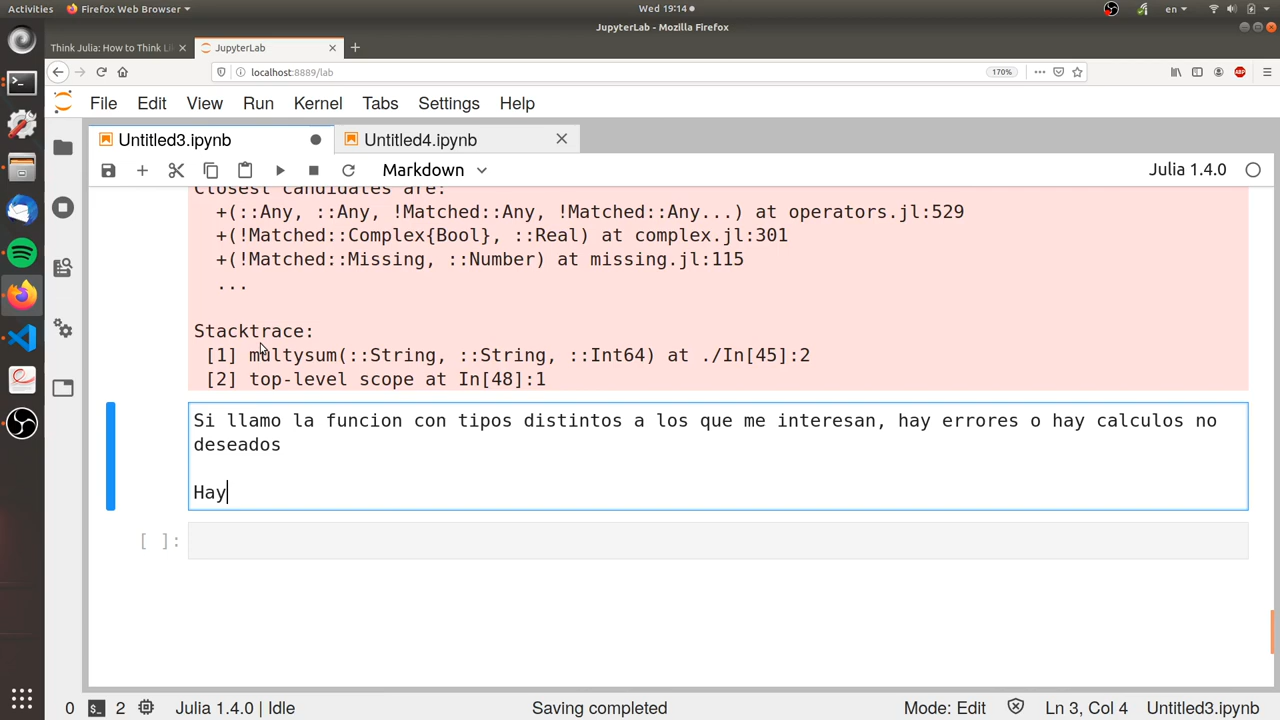 Activities Firefox Web Browser Wed 19:14 en
JupyterLab - Mozilla Firefox
Think Julia: How to Think Li JupyterLab
localhost:8889/lab 170% ABP
File Edit View Run Kernel Tabs Settings Help
Untitled3.ipynb Untitled4.ipynb
Markdown Julia 1.4.0
Closest candidates are:
+(::Any, ::Any, !Matched::Any, !Matched::Any...) at operators.jl:529
+(!Matched::Complex{Bool}, ::Real) at complex.jl:301
+(!Matched::Missing, ::Number) at missing.jl:115
...
Stacktrace:
[1] multysum(::String, ::String, ::Int64) at ./In[45]:2
[2] top-level scope at In[48]:1
Si llamo la funcion con tipos distintos a los que me interesan, hay errores o hay calculos no
deseados
Hay
[ ]:
0 2 Julia 1.4.0 | Idle Saving completed Mode: Edit Ln 3, Col 4 Untitled3.ipynb